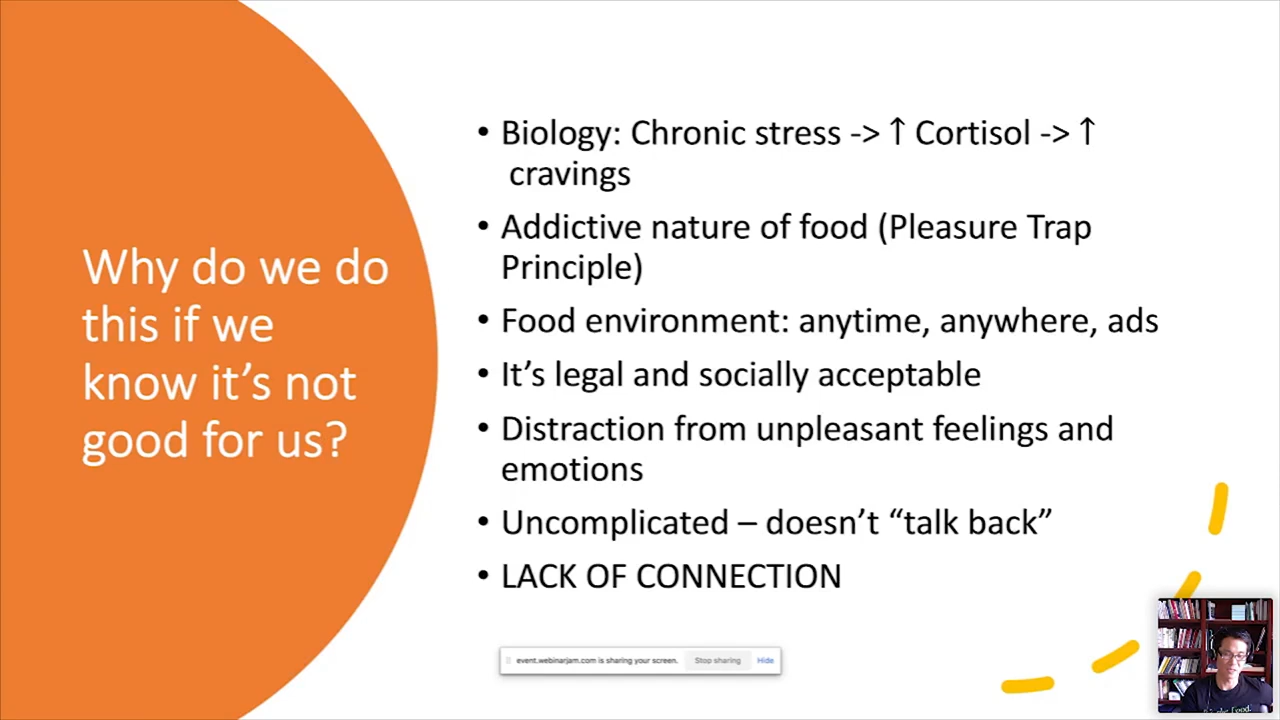 Why do we do
this if we
know it's not
good for us?
• Biology: Chronic stress -> ↑ Cortisol -> ↑
cravings
• Addictive nature of food (Pleasure Trap
Principle)
• Food environment: anytime, anywhere, ads
• It's legal and socially acceptable
• Distraction from unpleasant feelings and
emotions
• Uncomplicated – doesn't “talk back”
• LACK OF CONNECTION
event.webinarjam.com is sharing your screen. Stop sharing Hide
food.